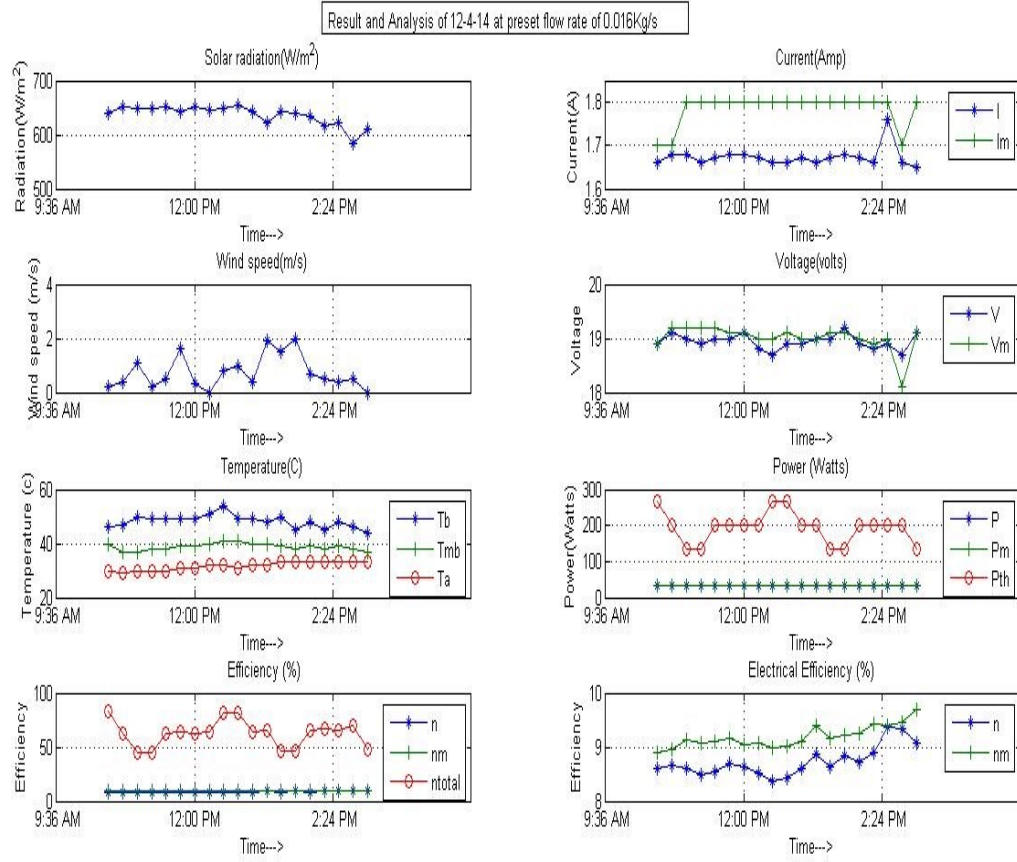 Result and Analysis of 12-4-14 at preset flow rate of 0.016Kg/s
Solar radiation(W/m²)
Radiation(W/m²)
700
600
500
9:36 AM
12:00 PM
2:24 PM
Time--->
Current(Amp)
Current(A)
1.8
1.7
1.6
9:36 AM
12:00 PM
2:24 PM
Time--->
I
Im
Wind speed(m/s)
Wind speed (m/s)
4
2
0
9:36 AM
12:00 PM
2:24 PM
Time--->
Voltage(volts)
Voltage
20
19
18
9:36 AM
12:00 PM
2:24 PM
Time--->
V
Vm
Temperature(C)
Temperature (c)
60
40
20
9:36 AM
12:00 PM
2:24 PM
Time--->
Tb
Tmb
Ta
Power (Watts)
Power(Watts)
300
200
100
0
9:36 AM
12:00 PM
2:24 PM
Time--->
P
Pm
Pth
Efficiency (%)
Efficiency
100
50
0
9:36 AM
12:00 PM
2:24 PM
Time--->
n
nm
ntotal
Electrical Efficiency (%)
Efficiency
10
9
8
9:36 AM
12:00 PM
2:24 PM
Time--->
n
nm